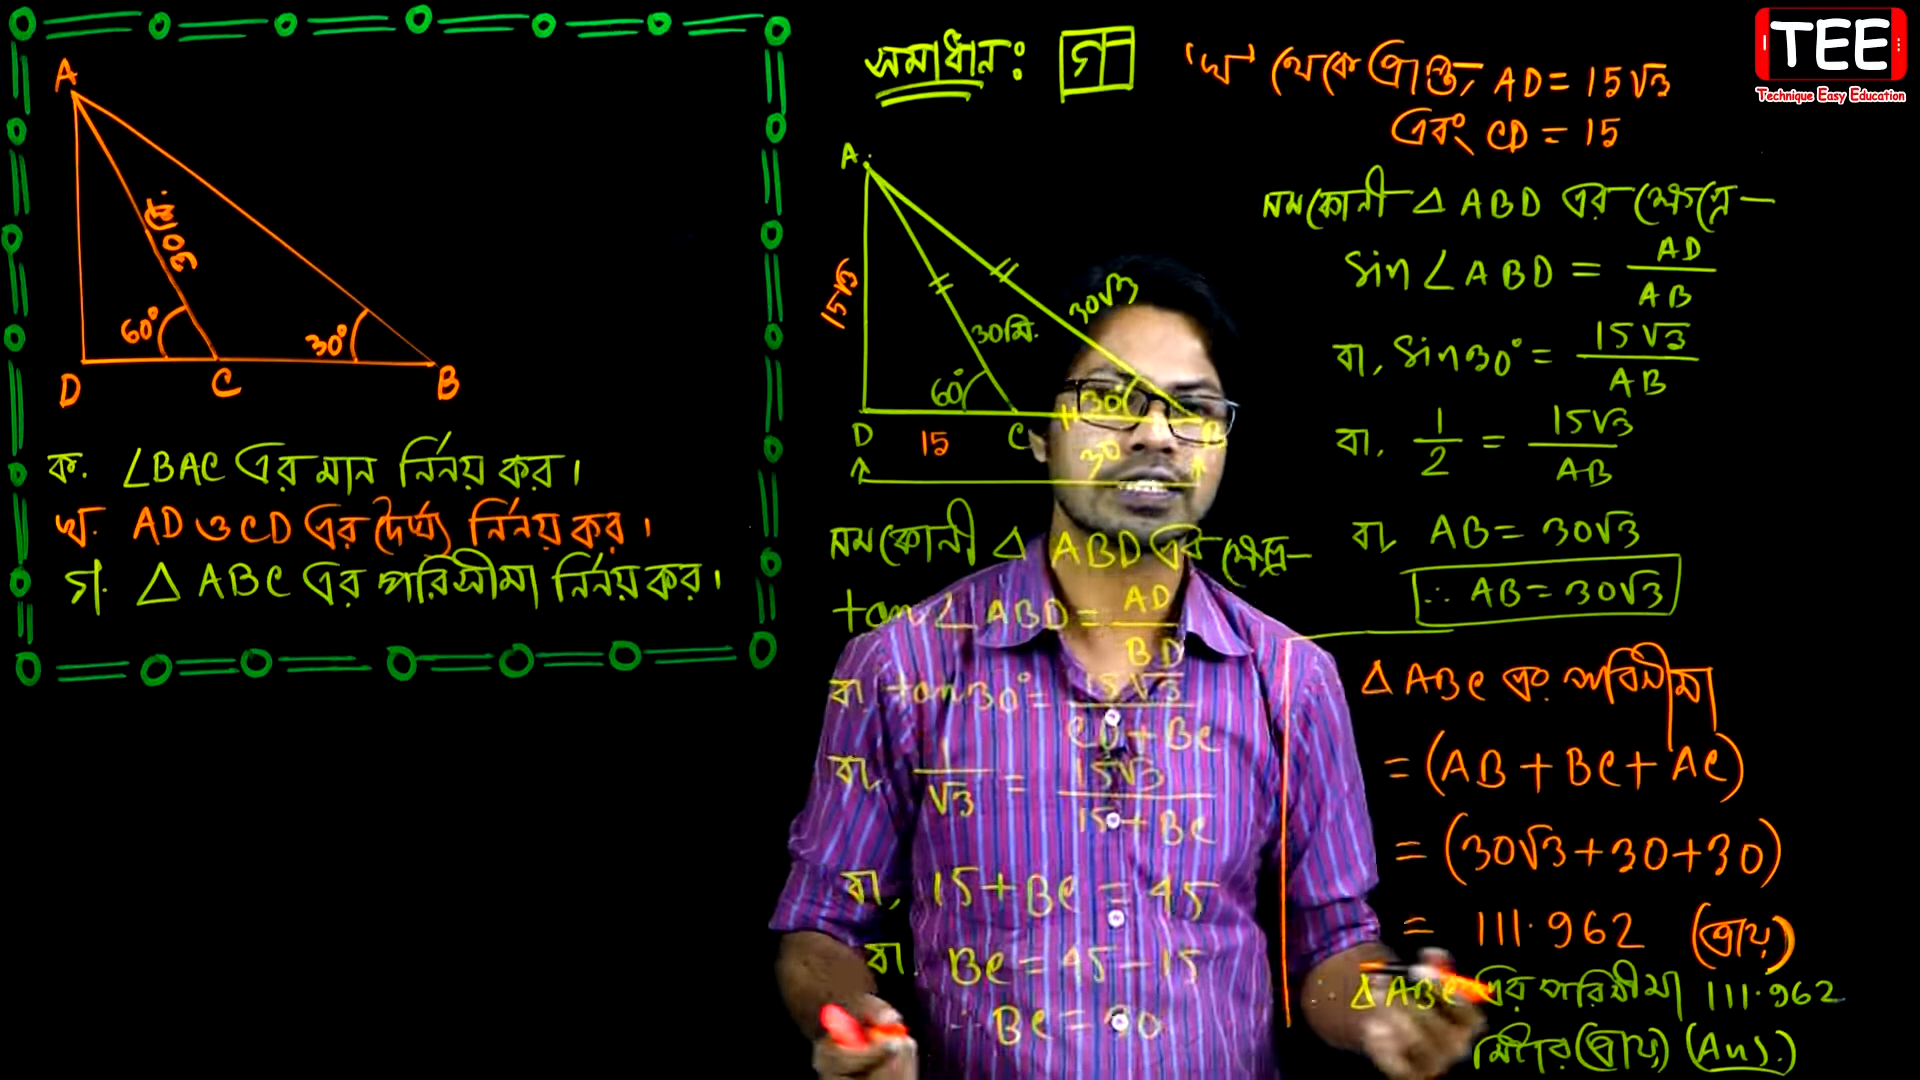 A
30মি.
60°
30°
D
C
B
ক. ∠BAC এর মান নির্নয় কর।
খ. AD ও CD এর দৈর্ঘ্য নির্নয় কর।
গ. △ ABC এর পরিসীমা নির্নয় কর।
সমাধান: গ
'খ' থেকে প্রাপ্ত, AD = 15√3
এবং CD = 15
A
15√3
30√3
30মি.
60°
30°
D
15
C
30
B
সমকোনী △ ABD এর ক্ষেত্রে–
tan∠ABD = AD/BD
বা, tan30° = 15√3/CD + BC
বা, 1/√3 = 15√3/15 + BC
বা, 15 + BC = 45
বা, BC = 45 - 15
∴ BC = 30
সমকোনী △ ABD এর ক্ষেত্রে–
sin∠ABD = AD/AB
বা, sin30° = 15√3/AB
বা, 1/2 = 15√3/AB
বা, AB = 30√3
∴ AB = 30√3
△ ABC এর পরিসীমা
= (AB + BC + AC)
= (30√3 + 30 + 30)
= 111.962 (প্রায়)
∴ △ ABC এর পরিসীমা 111.962
মিটার (প্রায়) (Ans.)
TEE
Technique Easy Education